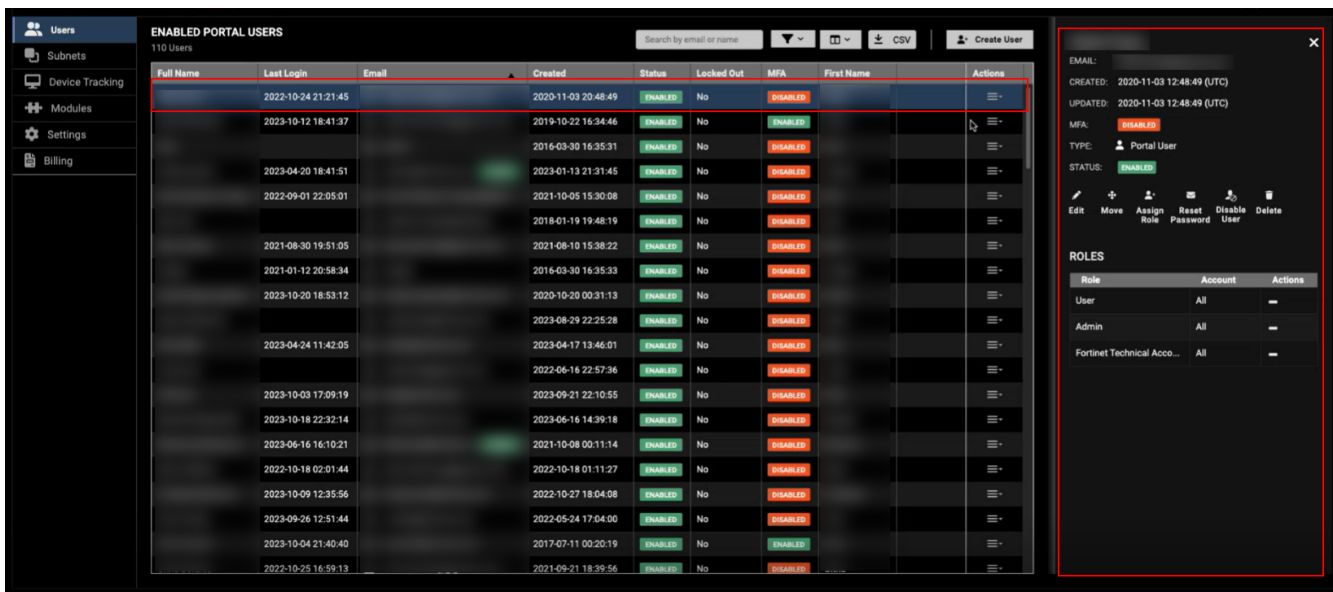 Users
Subnets
Device Tracking
Modules
Settings
Billing
ENABLED PORTAL USERS
110 Users
Search by email or name
CSV
Create User
Full Name Last Login Email Created Status Locked Out MFA First Name Actions
2022-10-24 21:21:45 2020-11-03 20:48:49 ENABLED No DISABLED
2023-10-12 18:41:37 2019-10-22 16:34:46 ENABLED No ENABLED
2016-03-30 16:35:31 ENABLED No DISABLED
2023-04-20 18:41:51 2023-01-13 21:31:45 ENABLED No DISABLED
2022-09-01 22:05:01 2021-10-05 15:30:08 ENABLED No DISABLED
2018-01-19 19:48:19 ENABLED No DISABLED
2021-08-30 19:51:05 2021-08-10 15:38:22 ENABLED No DISABLED
2021-01-12 20:58:34 2016-03-30 16:35:33 ENABLED No DISABLED
2023-10-20 18:53:12 2020-10-20 00:31:13 ENABLED No DISABLED
2023-08-29 22:25:28 ENABLED No DISABLED
2023-04-24 11:42:05 2023-04-17 13:46:01 ENABLED No DISABLED
2022-06-16 22:57:36 ENABLED No DISABLED
2023-10-03 17:09:19 2023-09-21 22:10:55 ENABLED No DISABLED
2023-10-18 22:32:14 2023-06-16 14:39:18 ENABLED No DISABLED
2023-06-16 16:10:21 2021-10-08 00:11:14 ENABLED No DISABLED
2022-10-18 02:01:44 2022-10-18 01:11:27 ENABLED No DISABLED
2023-10-09 12:35:56 2022-10-27 18:04:08 ENABLED No DISABLED
2023-09-26 12:51:44 2022-05-24 17:04:00 ENABLED No DISABLED
2023-10-04 21:40:40 2017-07-11 00:20:19 ENABLED No ENABLED
2022-10-25 16:59:13 2021-09-21 18:39:56 ENABLED No DISABLED
EMAIL:
CREATED: 2020-11-03 12:48:49 (UTC)
UPDATED: 2020-11-03 12:48:49 (UTC)
MFA: DISABLED
TYPE: Portal User
STATUS: ENABLED
Edit Move Assign Role Reset Password Disable User Delete
ROLES
Role Account Actions
User All
Admin All
Fortinet Technical Acco... All